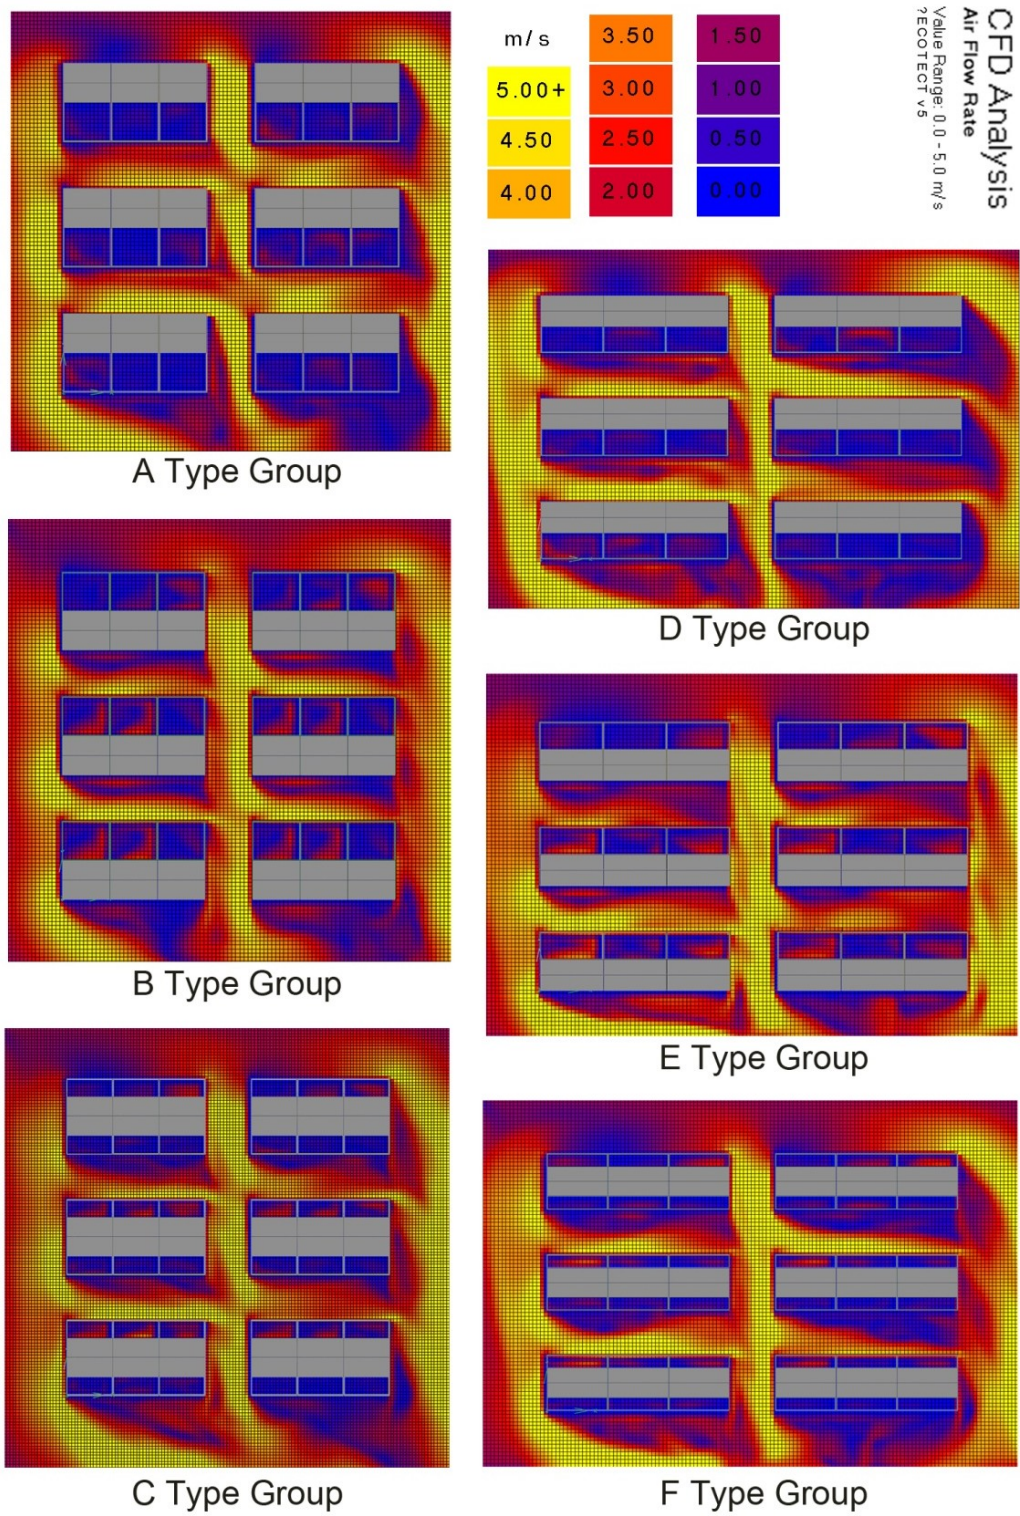 m/s
5.00+
4.50
4.00
3.50
3.00
2.50
2.00
1.50
1.00
0.50
0.00
CFD Analysis
Air Flow Rate
Value Range: 0.0 - 5.0 m/s
?ECOTECT v5
A Type Group
B Type Group
C Type Group
D Type Group
E Type Group
F Type Group